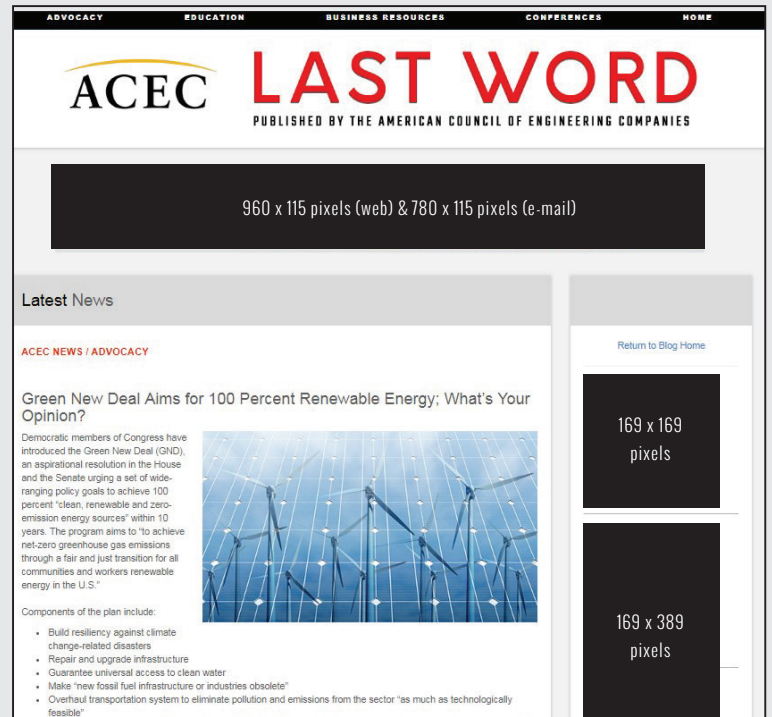 ADVOCACY EDUCATION BUSINESS RESOURCES CONFERENCES HOME
ACEC LAST WORD
PUBLISHED BY THE AMERICAN COUNCIL OF ENGINEERING COMPANIES
960 x 115 pixels (web) & 780 x 115 pixels (e-mail)
Latest News
ACEC NEWS / ADVOCACY
Green New Deal Aims for 100 Percent Renewable Energy; What's Your
Opinion?
Democratic members of Congress have
introduced the Green New Deal (GND),
an aspirational resolution in the House
and the Senate urging a set of wide-
ranging policy goals to achieve 100
percent "clean, renewable and zero-
emission energy sources" within 10
years. The program aims to "to achieve
net-zero greenhouse gas emissions
through a fair and just transition for all
communities and workers renewable
energy in the U.S."
Components of the plan include:
• Build resiliency against climate
change-related disasters
• Repair and upgrade infrastructure
• Guarantee universal access to clean water
• Make "new fossil fuel infrastructure or industries obsolete"
• Overhaul transportation system to eliminate pollution and emissions from the sector "as much as technologically
feasible"
Return to Blog Home
169 x 169
pixels
169 x 389
pixels